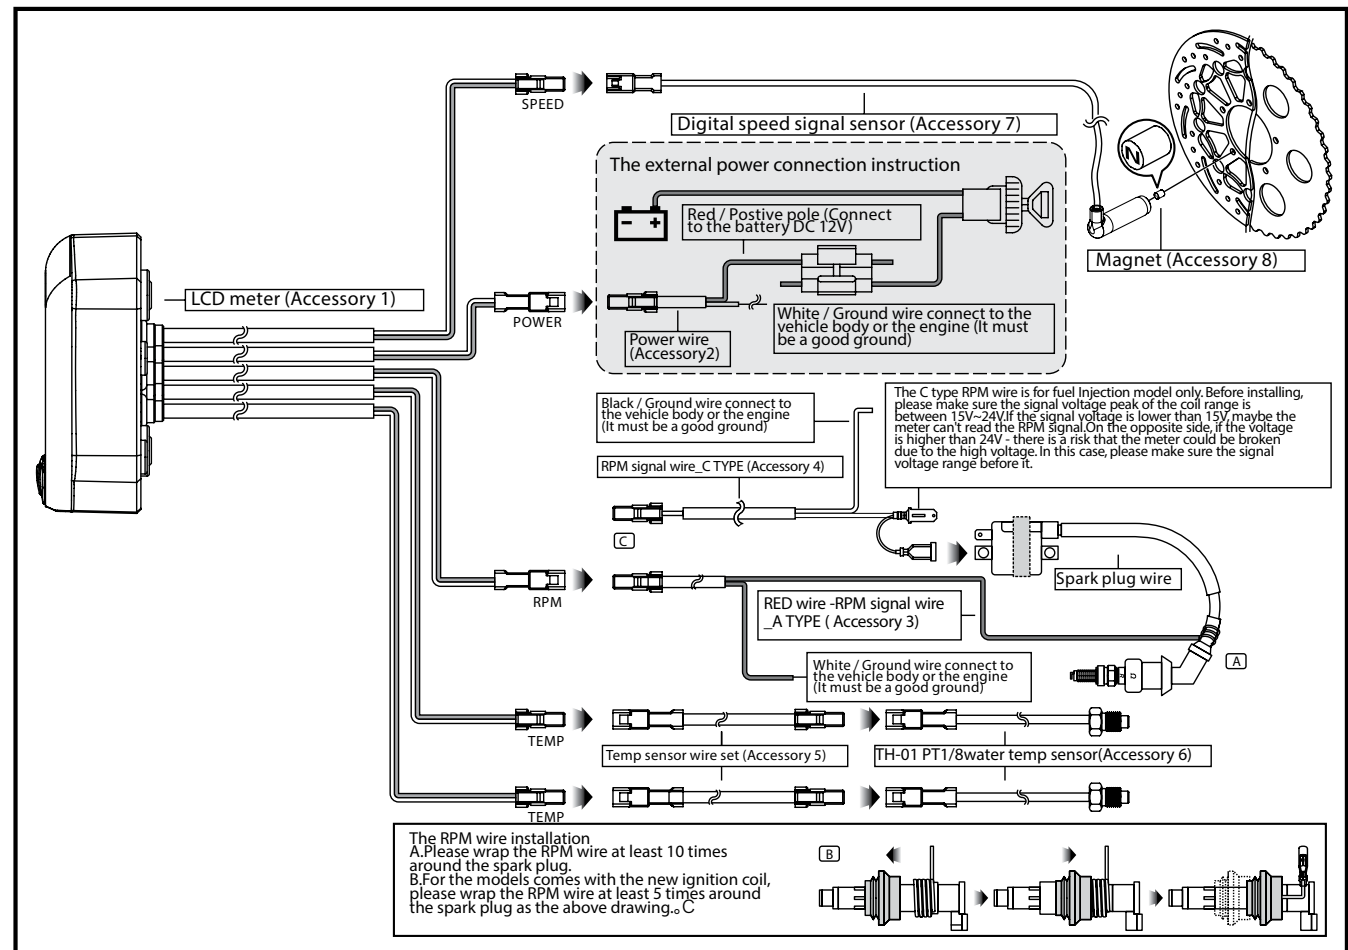 SPEED
Digital speed signal sensor (Accessory 7)
N
Magnet (Accessory 8)
The external power connection instruction
Red / Postive pole (Connect
to the battery DC 12V)
LCD meter (Accessory 1)
POWER
White / Ground wire connect to the
vehicle body or the engine (It must
be a good ground)
Power wire
(Accessory2)
Black / Ground wire connect to
the vehicle body or the engine
(It must be a good ground)
The C type RPM wire is for fuel Injection model only. Before installing,
please make sure the signal voltage peak of the coil range is
between 15V~24V.If the signal voltage is lower than 15V, maybe the
meter can't read the RPM signal.On the opposite side, if the voltage
is higher than 24V - there is a risk that the meter could be broken
due to the high voltage. In this case, please make sure the signal
voltage range before it.
RPM signal wire_C TYPE (Accessory 4)
C
Spark plug wire
RPM
RED wire -RPM signal wire
_A TYPE ( Accessory 3)
A
White / Ground wire connect to
the vehicle body or the engine
(It must be a good ground)
TEMP
Temp sensor wire set (Accessory 5)
TH-01 PT1/8water temp sensor(Accessory 6)
TEMP
The RPM wire installation
A.Please wrap the RPM wire at least 10 times
around the spark plug.
B.For the models comes with the new ignition coil,
please wrap the RPM wire at least 5 times around
the spark plug as the above drawing.。C
B